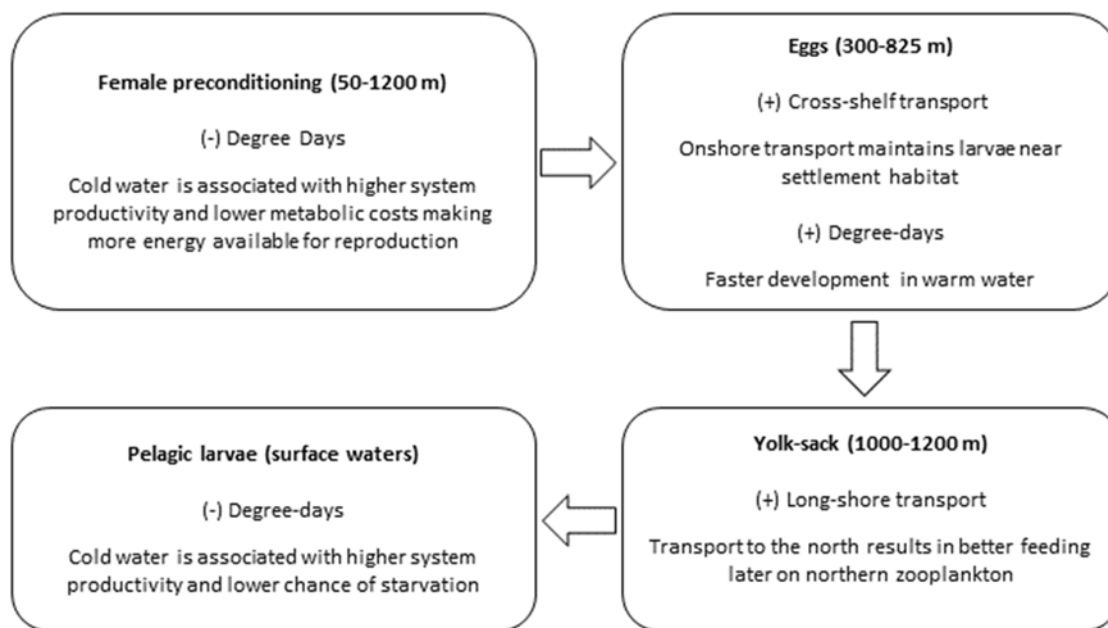 Female preconditioning (50-1200 m)
(-) Degree Days
Cold water is associated with higher system
productivity and lower metabolic costs making
more energy available for reproduction
Eggs (300-825 m)
(+) Cross-shelf transport
Onshore transport maintains larvae near
settlement habitat
(+) Degree-days
Faster development in warm water
Yolk-sack (1000-1200 m)
(+) Long-shore transport
Transport to the north results in better feeding
later on northern zooplankton
Pelagic larvae (surface waters)
(-) Degree-days
Cold water is associated with higher system
productivity and lower chance of starvation